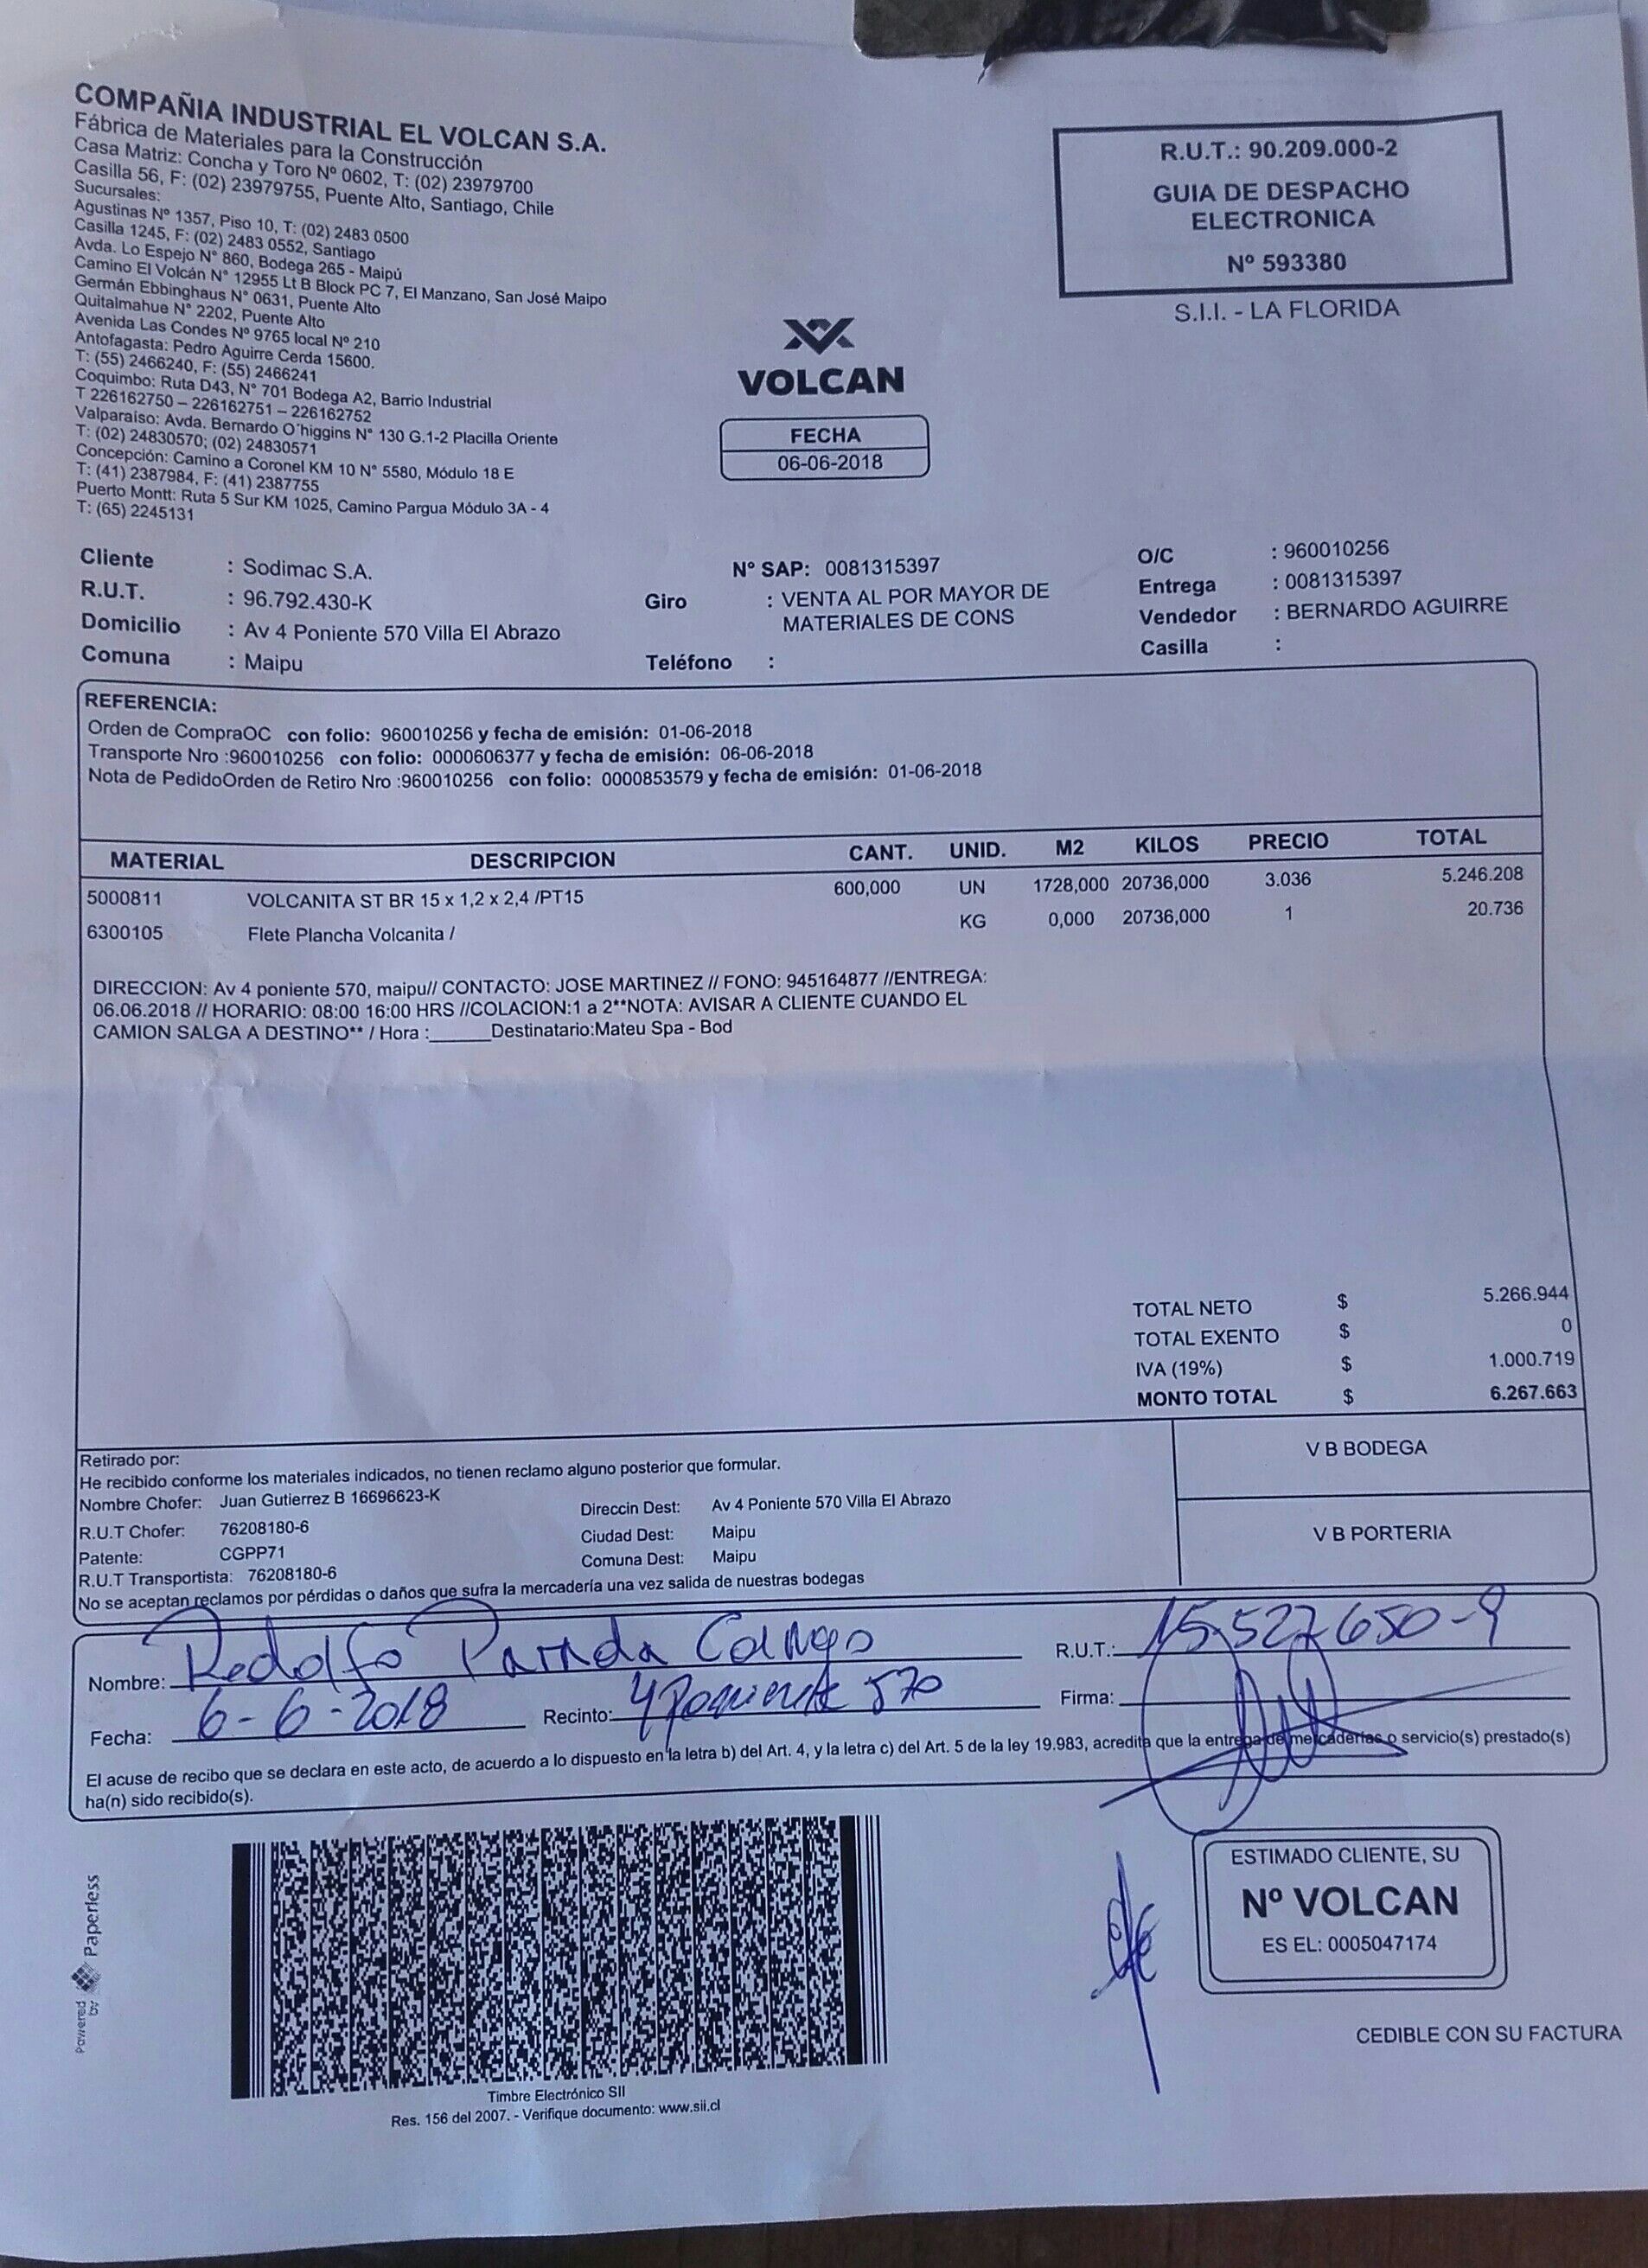 COMPAÑIA INDUSTRIAL EL VOLCAN S.A.
Fábrica de Materiales para la Construcción
Casa Matriz: Concha y Toro Nº 0602, T: (02) 23979700
Casilla 56, F: (02) 23979755, Puente Alto, Santiago, Chile
Sucursales:
Agustinas Nº 1357, Piso 10, T: (02) 2483 0500
Casilla 1245, F: (02) 2483 0552, Santiago
Avda. Lo Espejo N° 860, Bodega 265 - Maipú
Camino El Volcán N° 12955 Lt B Block PC 7, El Manzano, San José Maipo
Germán Ebbinghaus N° 0631, Puente Alto
Quitalmahue N° 2202, Puente Alto
Avenida Las Condes Nº 9765 local Nº 210
Antofagasta: Pedro Aguirre Cerda 15600.
T: (55) 2466240, F: (55) 2466241
Coquimbo: Ruta D43, N° 701 Bodega A2, Barrio Industrial
T 226162750 – 226162751 – 226162752
Valparaiso: Avda. Bernardo O´higgins N° 130 G.1-2 Placilla Oriente
T: (02) 24830570; (02) 24830571
Concepción: Camino a Coronel KM 10 N° 5580, Módulo 18 E
T: (41) 2387984, F: (41) 2387755
Puerto Montt: Ruta 5 Sur KM 1025, Camino Pargua Módulo 3A - 4
T: (65) 2245131
R.U.T.: 90.209.000-2
GUIA DE DESPACHO
ELECTRONICA
Nº 593380
S.I.I. - LA FLORIDA
VOLCAN
FECHA
06-06-2018
Cliente : Sodimac S.A.
R.U.T. : 96.792.430-K
Domicilio : Av 4 Poniente 570 Villa El Abrazo
Comuna : Maipu
Nº SAP: 0081315397
Giro : VENTA AL POR MAYOR DE
MATERIALES DE CONS
Teléfono :
O/C : 960010256
Entrega : 0081315397
Vendedor : BERNARDO AGUIRRE
Casilla :
REFERENCIA:
Orden de CompraOC con folio: 960010256 y fecha de emisión: 01-06-2018
Transporte Nro :960010256 con folio: 0000606377 y fecha de emisión: 06-06-2018
Nota de PedidoOrden de Retiro Nro :960010256 con folio: 0000853579 y fecha de emisión: 01-06-2018
MATERIAL DESCRIPCION CANT. UNID. M2 KILOS PRECIO TOTAL
5000811 VOLCANITA ST BR 15 x 1,2 x 2,4 /PT15 600,000 UN 1728,000 20736,000 3.036 5.246.208
6300105 Flete Plancha Volcanita / KG 0,000 20736,000 1 20.736
DIRECCION: Av 4 poniente 570, maipu// CONTACTO: JOSE MARTINEZ // FONO: 945164877 //ENTREGA:
06.06.2018 // HORARIO: 08:00 16:00 HRS //COLACION:1 a 2**NOTA: AVISAR A CLIENTE CUANDO EL
CAMION SALGA A DESTINO** / Hora :______Destinatario:Mateu Spa - Bod
TOTAL NETO $ 5.266.944
TOTAL EXENTO $ 0
IVA (19%) $ 1.000.719
MONTO TOTAL $ 6.267.663
Retirado por:
He recibido conforme los materiales indicados, no tienen reclamo alguno posterior que formular.
Nombre Chofer: Juan Gutierrez B 16696623-K
R.U.T Chofer: 76208180-6
Patente: CGPP71
R.U.T Transportista: 76208180-6
Direccin Dest: Av 4 Poniente 570 Villa El Abrazo
Ciudad Dest: Maipu
Comuna Dest: Maipu
No se aceptan reclamos por pérdidas o daños que sufra la mercadería una vez salida de nuestras bodegas
V B BODEGA
V B PORTERIA
Nombre: Rodolfo Parada
R.U.T.: 15.527650-9
Fecha: 6-6-2018
Recinto: 4 Poniente 570
Firma:
El acuse de recibo que se declara en este acto, de acuerdo a lo dispuesto en la letra b) del Art. 4, y la letra c) del Art. 5 de la ley 19.983, acredita que la entrega de mercaderías o servicio(s) prestado(s)
ha(n) sido recibido(s).
Powered by Paperless
Timbre Electrónico SII
Res. 156 del 2007. - Verifique documento: www.sii.cl
ESTIMADO CLIENTE, SU
Nº VOLCAN
ES EL: 0005047174
CEDIBLE CON SU FACTURA